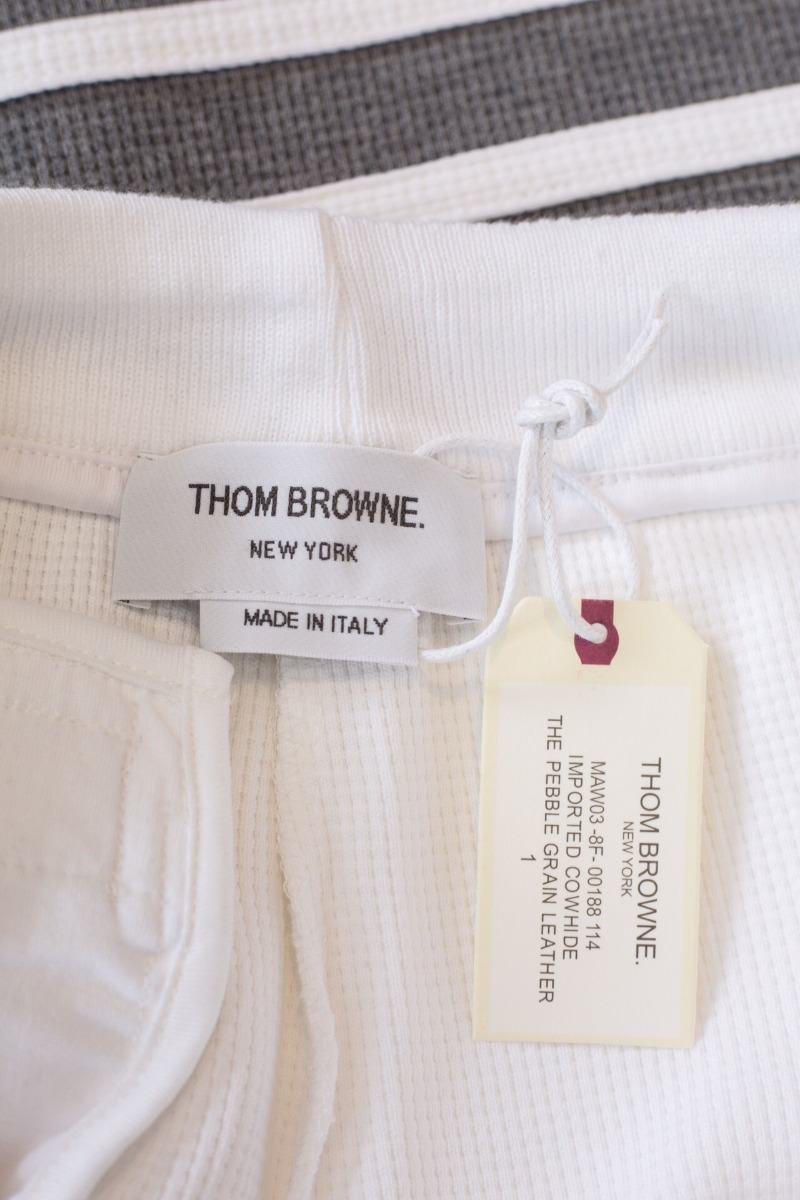 THOM BROWNE.
NEW YORK
MADE IN ITALY
THOM BROWNE.
NEW YORK
MAW03 -8F- 00188 114
IMPORTED COWHIDE
THE PEBBLE GRAIN LEATHER
1